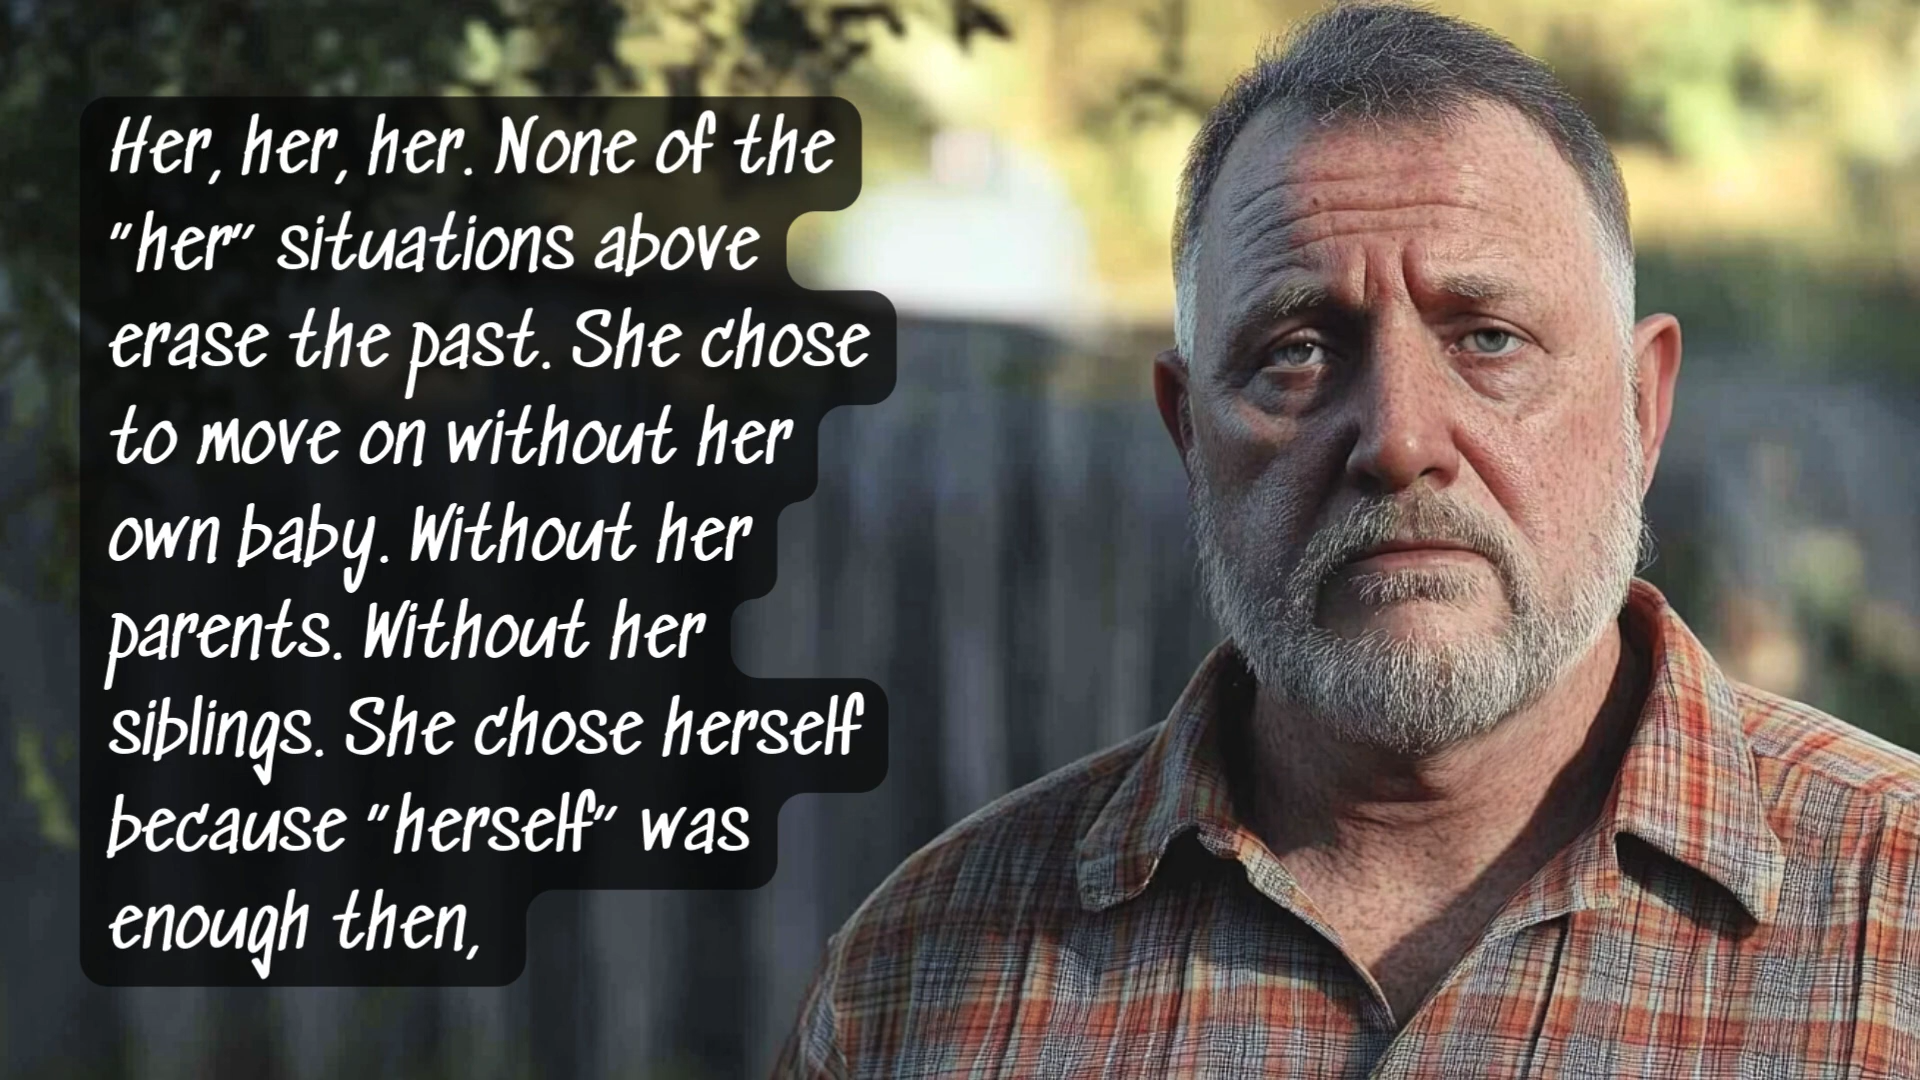 Her, her, her. None of the
"her" situations above
erase the past. She chose
to move on without her
own baby. Without her
parents. Without her
siblings. She chose herself
because "herself" was
enough then,